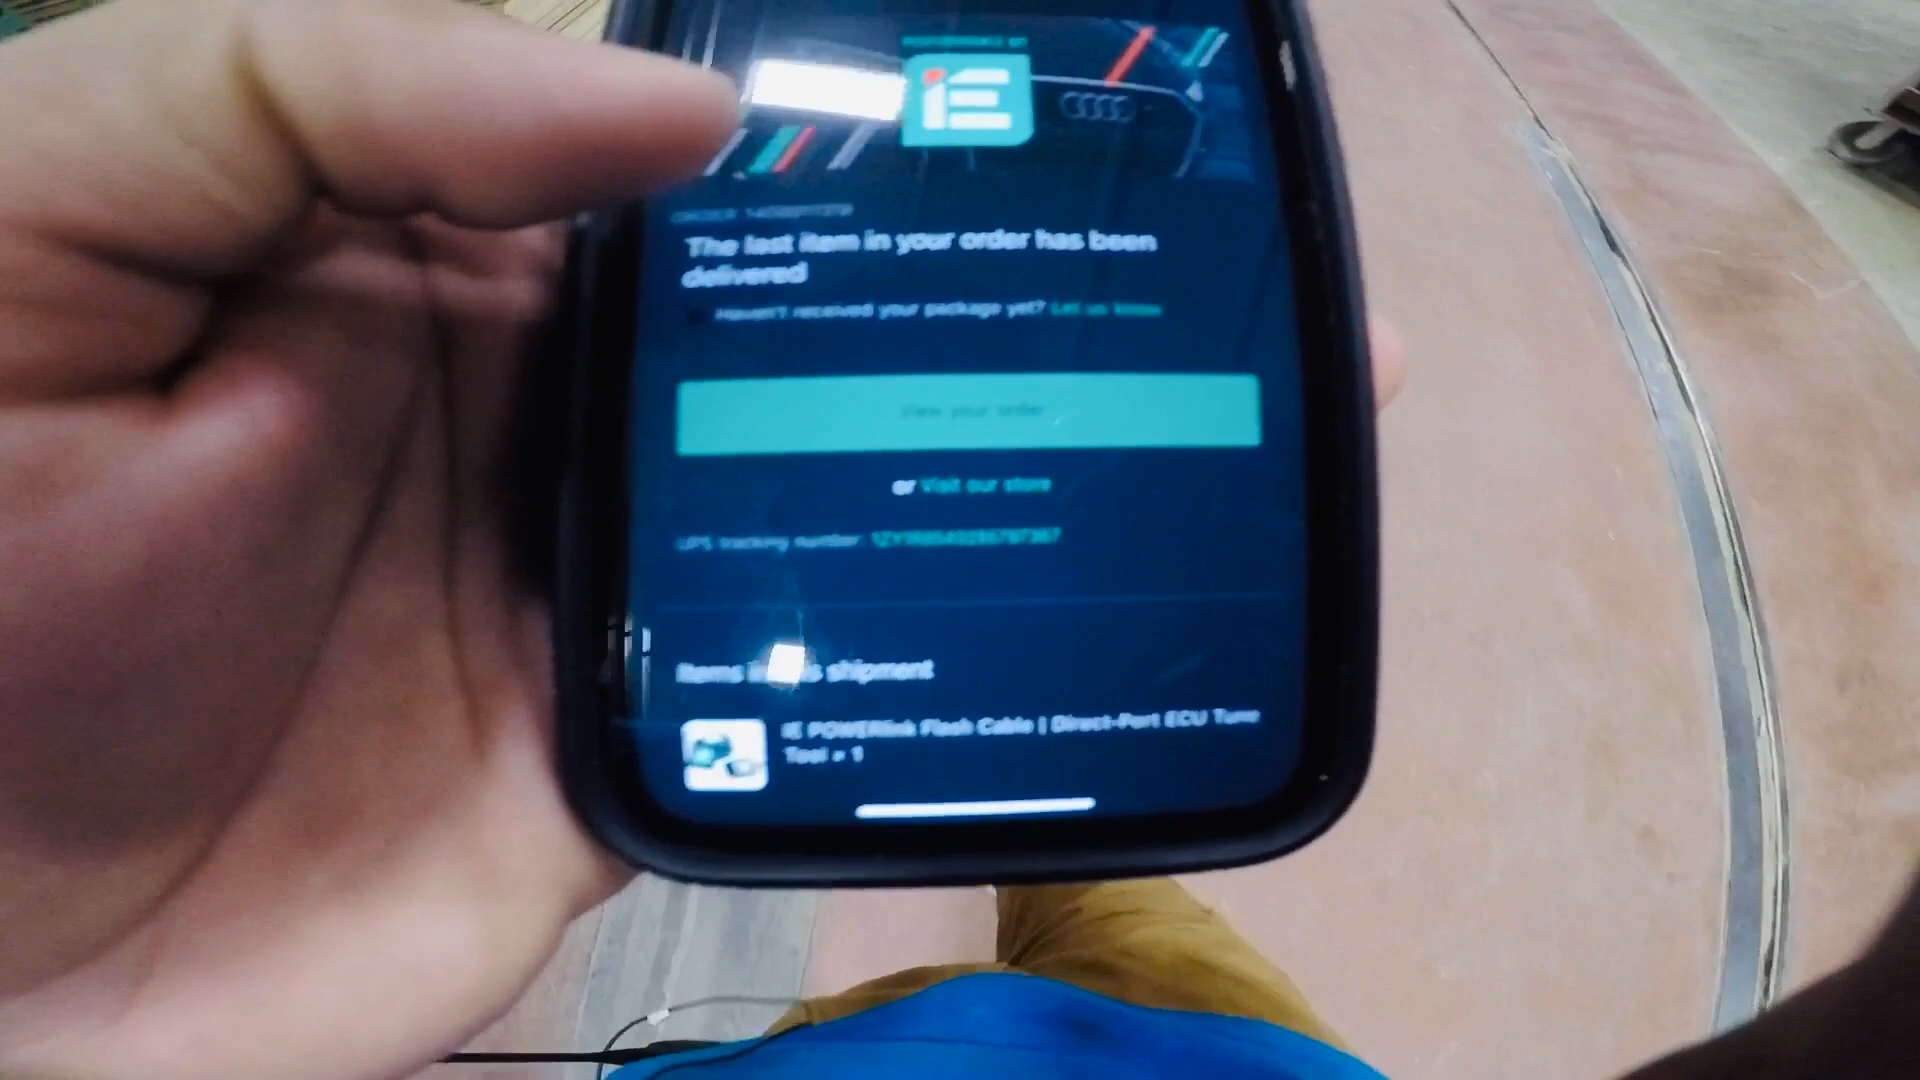 iE
ORDER
The last item in your order has been
delivered
Haven't received your package yet? Let us know
View your order
or Visit our store
UPS tracking number:
Items shipment
IE POWERlink Flash Cable | Direct-Port ECU Tune
Tool × 1